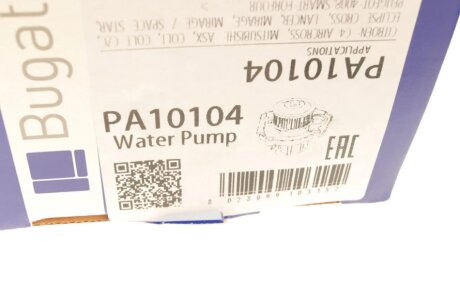 Bugat
PA10104
Water Pump
EAC
PA10104
APPLICATIONS
CITROEN: C4 AIRCROSS, MITSUBISHI: ASX, COLT, COLT CA,
ECLIPSE CROSS, LANCER, MIRAGE, MIRAGE / SPACE STAR,
PEUGEOT: 4008, SMART: FORFOUR